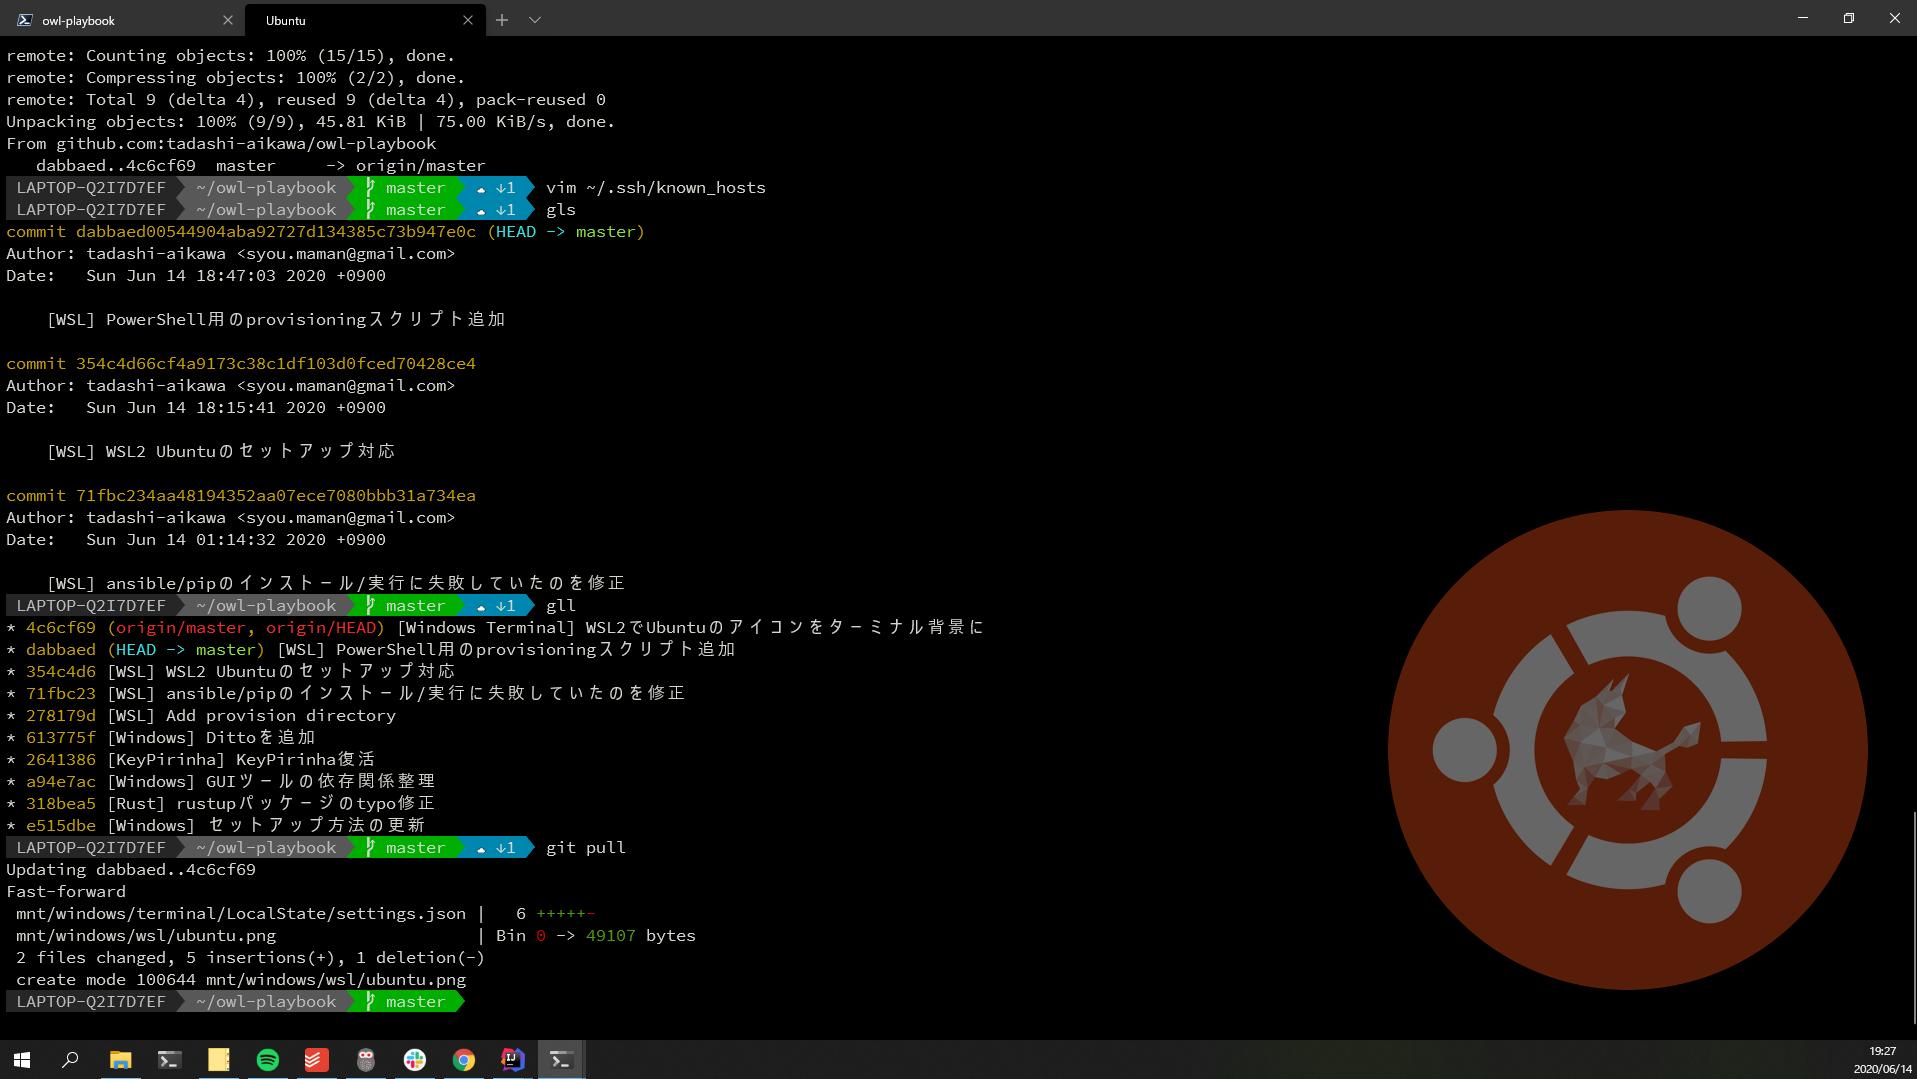 owl-playbook
Ubuntu
remote: Counting objects: 100% (15/15), done.
remote: Compressing objects: 100% (2/2), done.
remote: Total 9 (delta 4), reused 9 (delta 4), pack-reused 0
Unpacking objects: 100% (9/9), 45.81 KiB | 75.00 KiB/s, done.
From github.com:tadashi-aikawa/owl-playbook
   dabbaed..4c6cf69  master     -> origin/master
LAPTOP-Q2I7D7EF ~/owl-playbook master ↓1 vim ~/.ssh/known_hosts
LAPTOP-Q2I7D7EF ~/owl-playbook master ↓1 gls
commit dabbaed00544904aba92727d134385c73b947e0c (HEAD -> master)
Author: tadashi-aikawa <syou.maman@gmail.com>
Date:   Sun Jun 14 18:47:03 2020 +0900
[WSL] PowerShell用のprovisioningスクリプト追加
commit 354c4d66cf4a9173c38c1df103d0fced70428ce4
Author: tadashi-aikawa <syou.maman@gmail.com>
Date:   Sun Jun 14 18:15:41 2020 +0900
[WSL] WSL2 Ubuntuのセットアップ対応
commit 71fbc234aa48194352aa07ece7080bbb31a734ea
Author: tadashi-aikawa <syou.maman@gmail.com>
Date:   Sun Jun 14 01:14:32 2020 +0900
[WSL] ansible/pipのインストール/実行に失敗していたのを修正
LAPTOP-Q2I7D7EF ~/owl-playbook master ↓1 gll
* 4c6cf69 (origin/master, origin/HEAD) [Windows Terminal] WSL2でUbuntuのアイコンをターミナル背景に
* dabbaed (HEAD -> master) [WSL] PowerShell用のprovisioningスクリプト追加
* 354c4d6 [WSL] WSL2 Ubuntuのセットアップ対応
* 71fbc23 [WSL] ansible/pipのインストール/実行に失敗していたのを修正
* 278179d [WSL] Add provision directory
* 613775f [Windows] Dittoを追加
* 2641386 [KeyPirinha] KeyPirinha復活
* a94e7ac [Windows] GUIツールの依存関係整理
* 318bea5 [Rust] rustupパッケージのtypo修正
* e515dbe [Windows] セットアップ方法の更新
LAPTOP-Q2I7D7EF ~/owl-playbook master ↓1 git pull
Updating dabbaed..4c6cf69
Fast-forward
 mnt/windows/terminal/LocalState/settings.json |   6 +++++-
 mnt/windows/wsl/ubuntu.png                    | Bin 0 -> 49107 bytes
 2 files changed, 5 insertions(+), 1 deletion(-)
 create mode 100644 mnt/windows/wsl/ubuntu.png
LAPTOP-Q2I7D7EF ~/owl-playbook master
19:27
2020/06/14